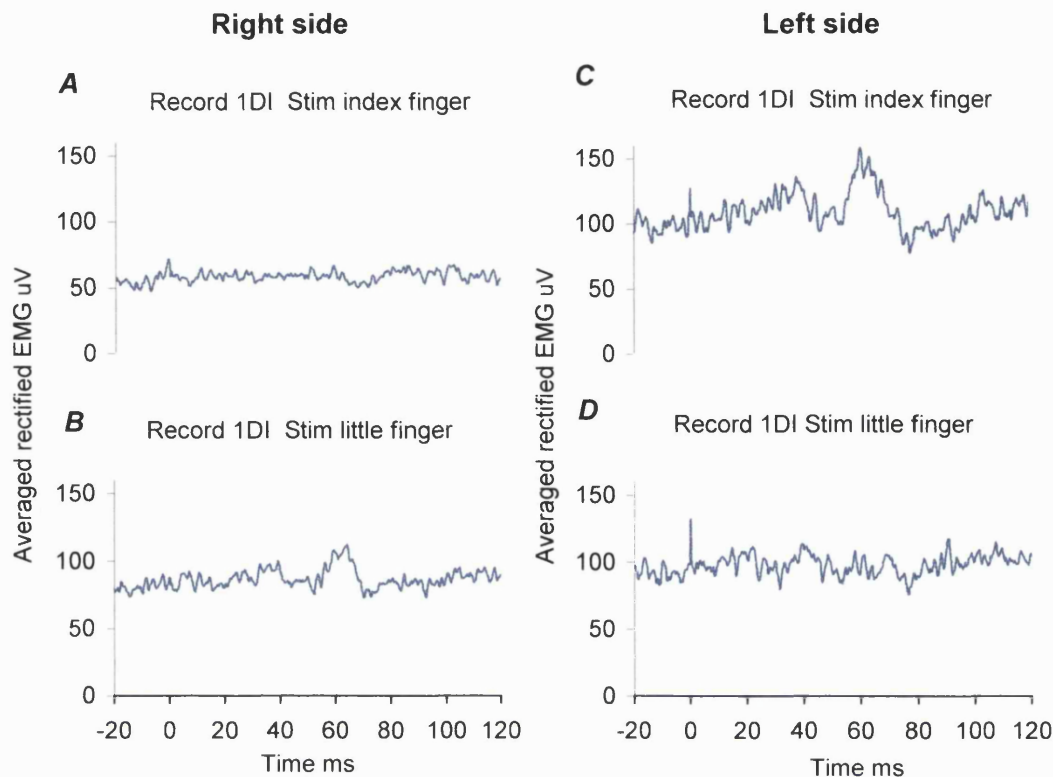 Right side
Left side
A
Record 1DI Stim index finger
150
100
50
0
C
Record 1DI Stim index finger
150
100
50
0
Averaged rectified EMG uV
Averaged rectified EMG uV
B
Record 1DI Stim little finger
150
100
50
0
-20 0 20 40 60 80 100 120
Time ms
D
Record 1DI Stim little finger
150
100
50
0
-20 0 20 40 60 80 100 120
Time ms